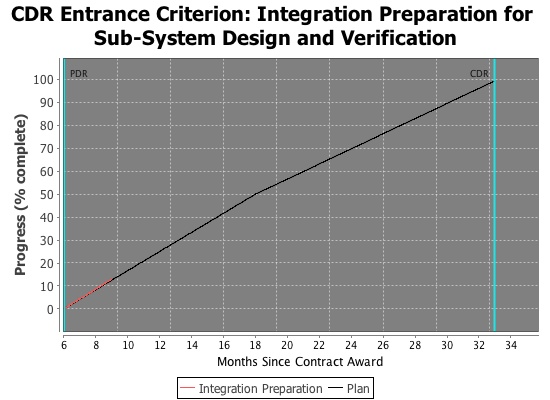 CDR Entrance Criterion: Integration Preparation for
Sub-System Design and Verification
PDR
CDR
100
90
80
70
60
50
40
30
20
10
0
Progress (% complete)
6 8 10 12 14 16 18 20 22 24 26 28 30 32 34
Months Since Contract Award
Integration Preparation Plan